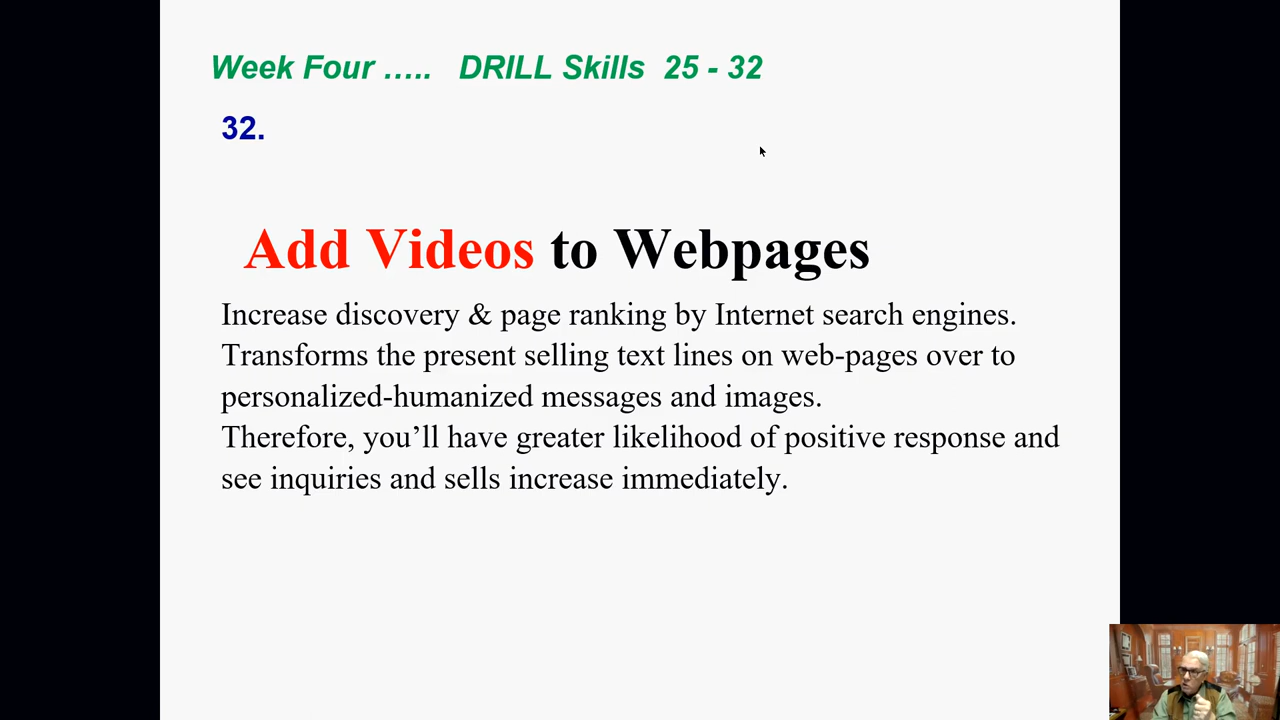 Week Four ….. DRILL Skills 25 - 32
32.
Add Videos to Webpages
Increase discovery & page ranking by Internet search engines.
Transforms the present selling text lines on web-pages over to
personalized-humanized messages and images.
Therefore, you’ll have greater likelihood of positive response and
see inquiries and sells increase immediately.